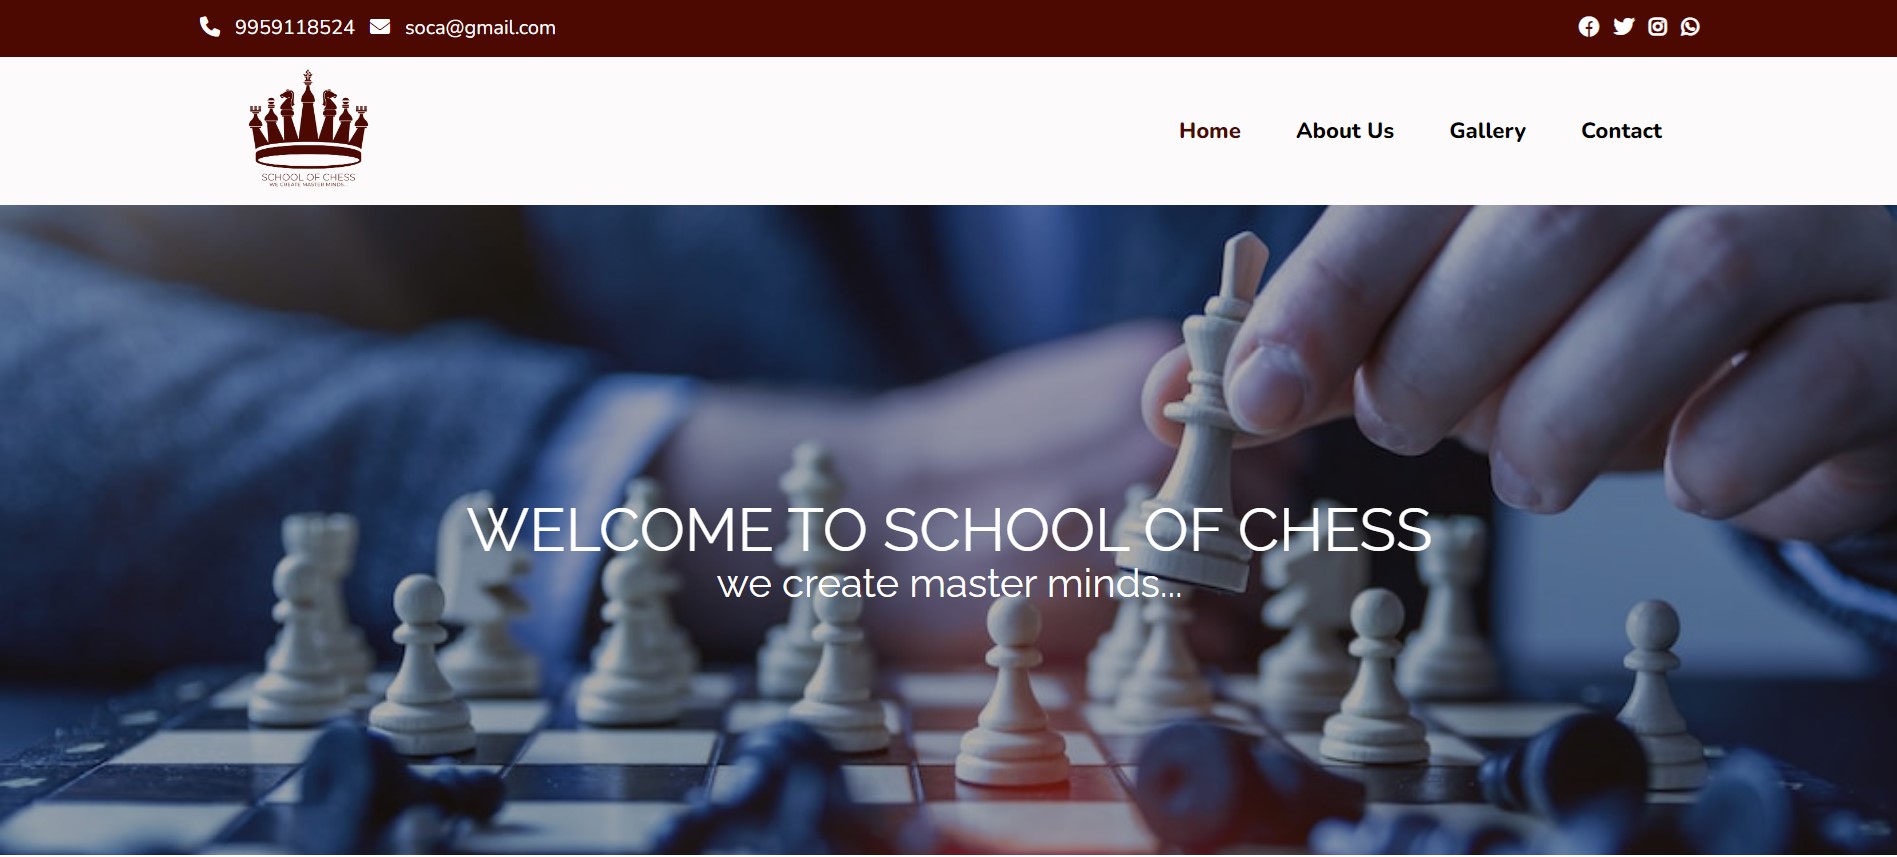 9959118524 soca@gmail.com
SCHOOL OF CHESS
WE CREATE MASTER MINDS...
Home About Us Gallery Contact
WELCOME TO SCHOOL OF CHESS
we create master minds...